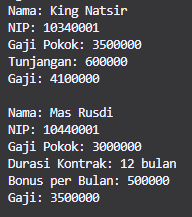 Nama: King Natsir
NIP: 10340001
Gaji Pokok: 3500000
Tunjangan: 600000
Gaji: 4100000

Nama: Mas Rusdi
NIP: 10440001
Gaji Pokok: 3000000
Durasi Kontrak: 12 bulan
Bonus per Bulan: 500000
Gaji: 3500000